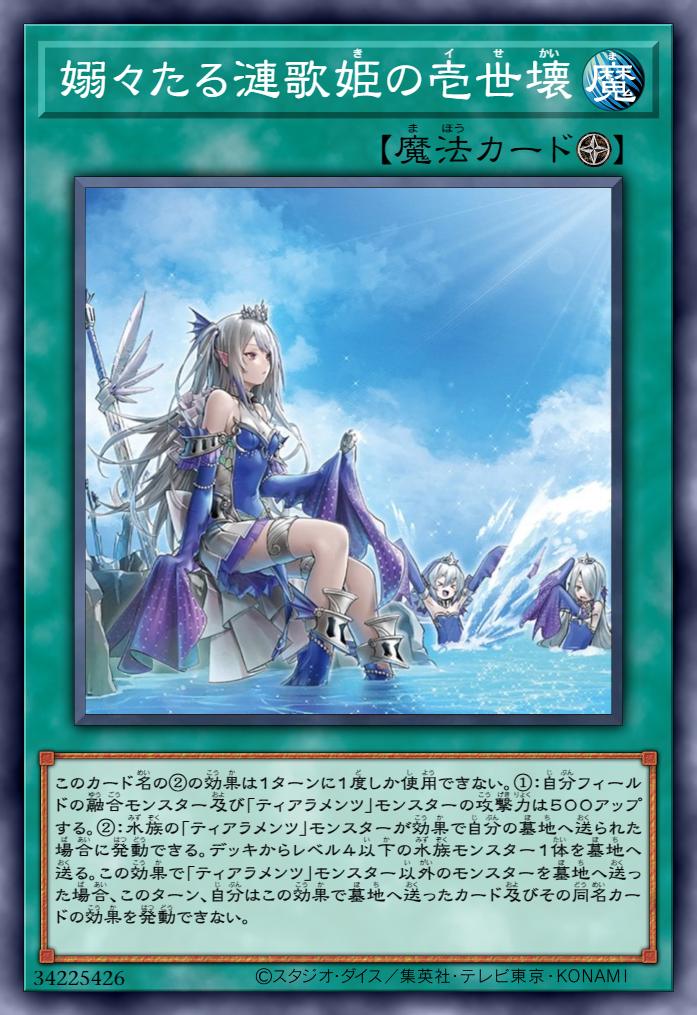 嫋々たる漣歌姫の壱世壊 魔
【魔法カード】
このカード名の②の効果は1ターンに1度しか使用できない。①:自分フィール
ドの融合モンスター及び「ティアラメンツ」モンスターの攻撃力は500アップ
する。②:水族の「ティアラメンツ」モンスターが効果で自分の墓地へ送られた
場合に発動できる。デッキからレベル4以下の水族モンスター1体を墓地へ
送る。この効果で「ティアラメンツ」モンスター以外のモンスターを墓地へ送っ
た場合、このターン、自分はこの効果で墓地へ送ったカード及びその同名カー
ドの効果を発動できない。
34225426 ©スタジオ・ダイス/集英社・テレビ東京・KONAMI